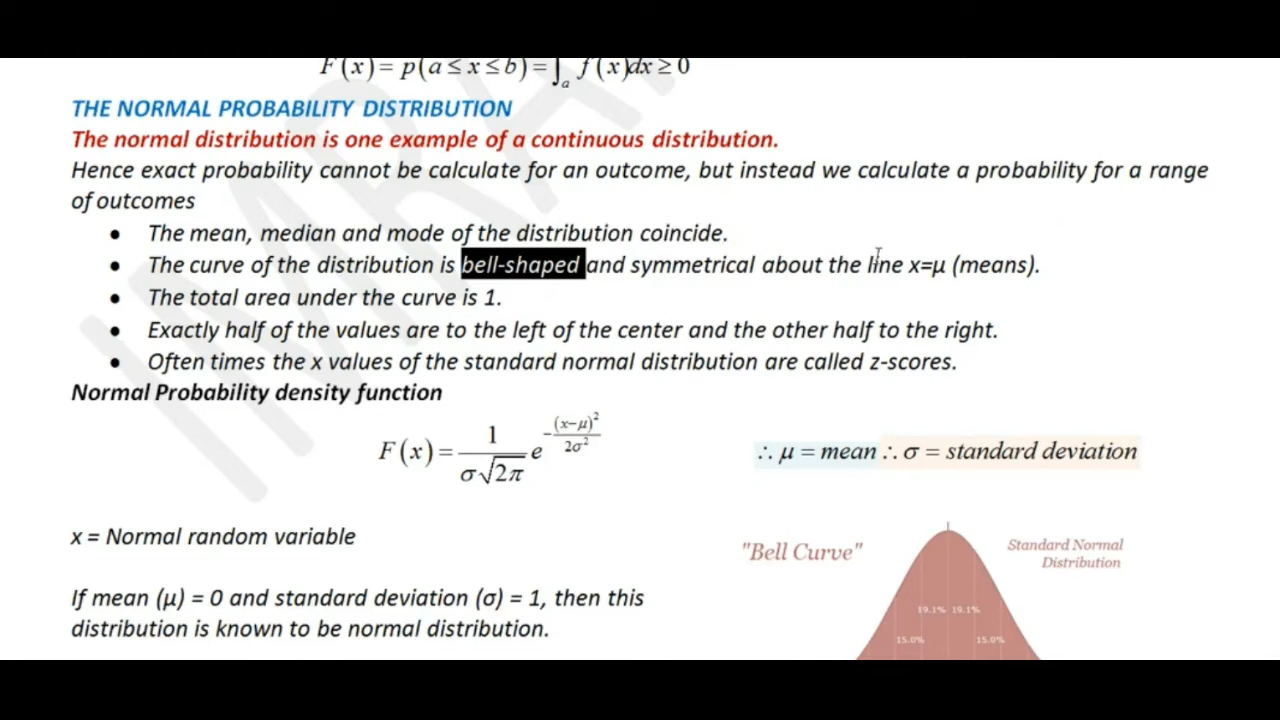 F(x) = p(a ≤ x ≤ b) = ∫ₐ f(x)dx ≥ 0
THE NORMAL PROBABILITY DISTRIBUTION
The normal distribution is one example of a continuous distribution.
Hence exact probability cannot be calculate for an outcome, but instead we calculate a probability for a range
of outcomes
• The mean, median and mode of the distribution coincide.
• The curve of the distribution is bell-shaped and symmetrical about the line x=μ (means).
• The total area under the curve is 1.
• Exactly half of the values are to the left of the center and the other half to the right.
• Often times the x values of the standard normal distribution are called z-scores.
Normal Probability density function
F(x) = 1/(σ√2π) e^(-(x-μ)²/2σ²)
∴ μ = mean ∴ σ = standard deviation
x = Normal random variable
If mean (μ) = 0 and standard deviation (σ) = 1, then this
distribution is known to be normal distribution.
"Bell Curve"
Standard Normal
Distribution
19.1% 19.1%
15.0% 15.0%